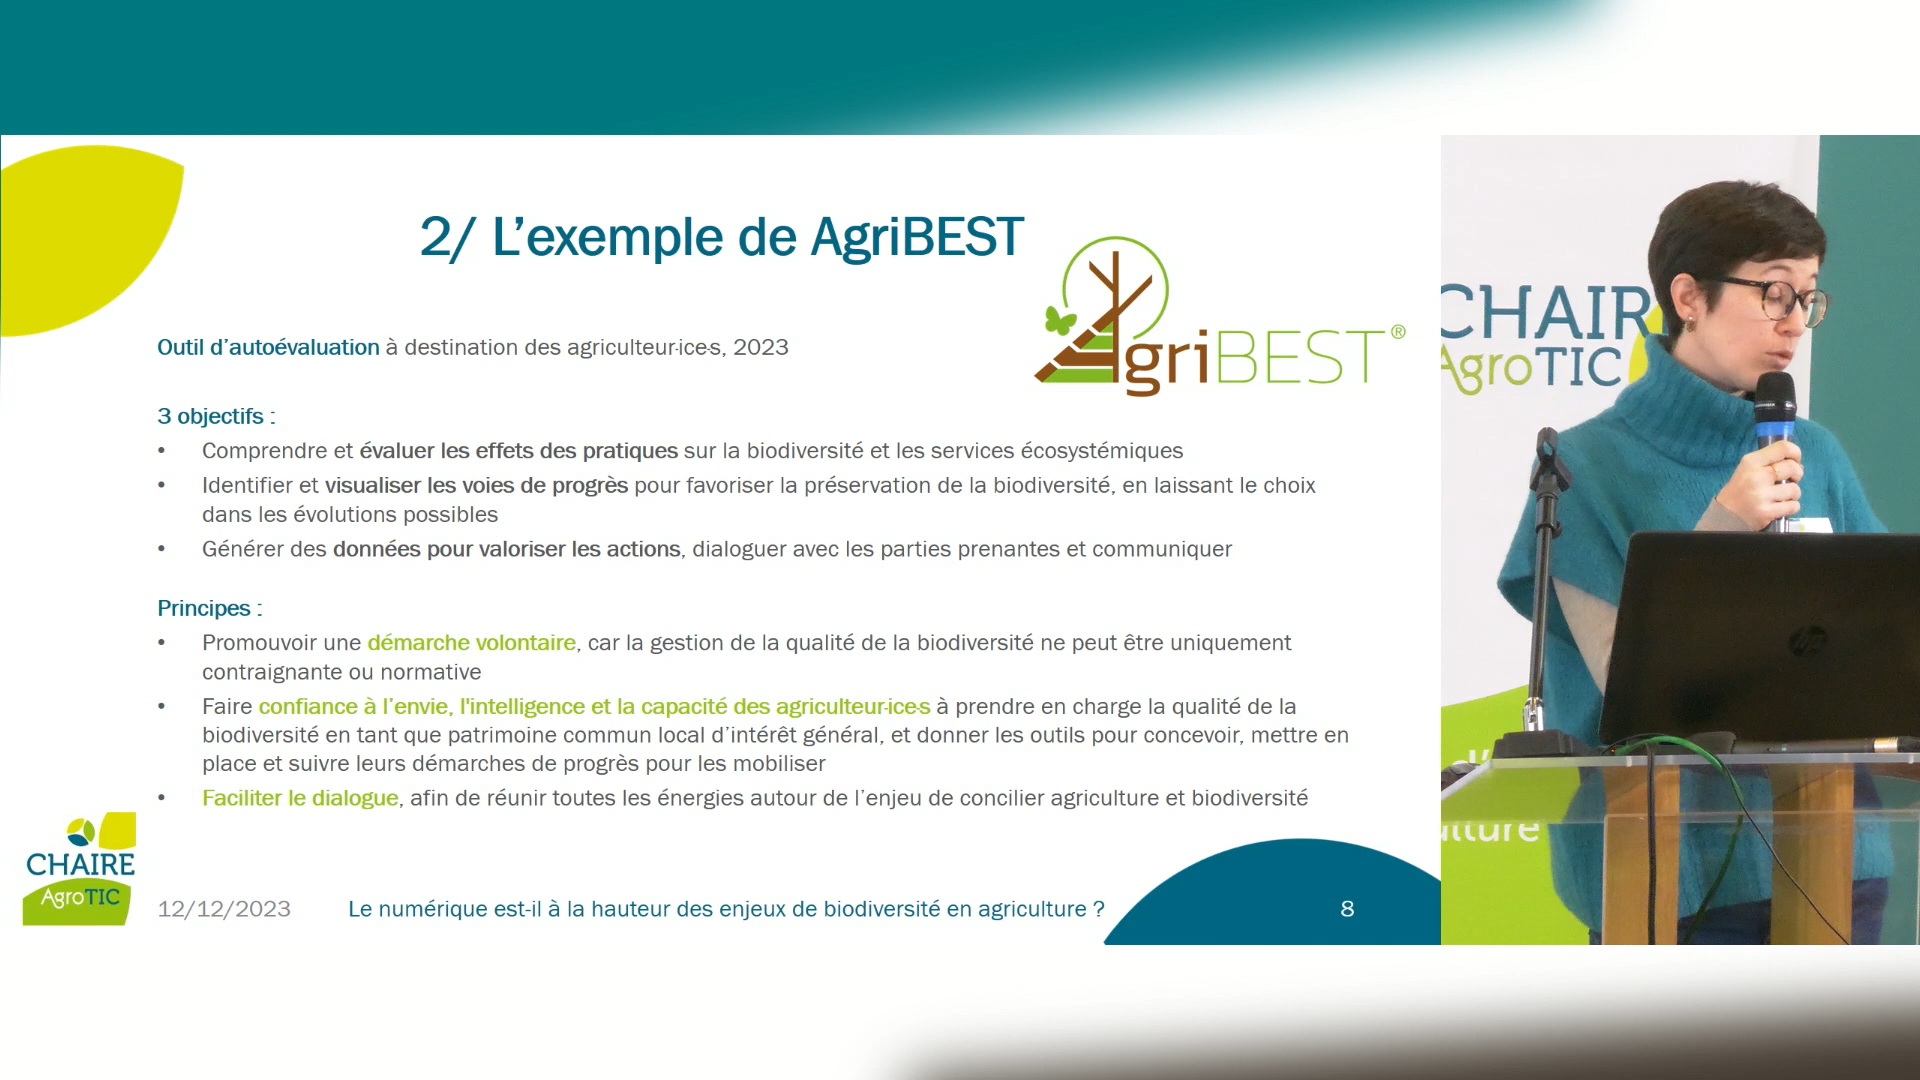 2/ L’exemple de AgriBEST
AgriBEST®
Outil d’autoévaluation à destination des agriculteur·ice·s, 2023
3 objectifs :
• Comprendre et évaluer les effets des pratiques sur la biodiversité et les services écosystémiques
• Identifier et visualiser les voies de progrès pour favoriser la préservation de la biodiversité, en laissant le choix
dans les évolutions possibles
• Générer des données pour valoriser les actions, dialoguer avec les parties prenantes et communiquer
Principes :
• Promouvoir une démarche volontaire, car la gestion de la qualité de la biodiversité ne peut être uniquement
contraignante ou normative
• Faire confiance à l’envie, l'intelligence et la capacité des agriculteur·ice·s à prendre en charge la qualité de la
biodiversité en tant que patrimoine commun local d’intérêt général, et donner les outils pour concevoir, mettre en
place et suivre leurs démarches de progrès pour les mobiliser
• Faciliter le dialogue, afin de réunir toutes les énergies autour de l’enjeu de concilier agriculture et biodiversité
CHAIRE
AgroTIC
12/12/2023
Le numérique est-il à la hauteur des enjeux de biodiversité en agriculture ?
8
CHAIR
AgroTIC
hp
ulture